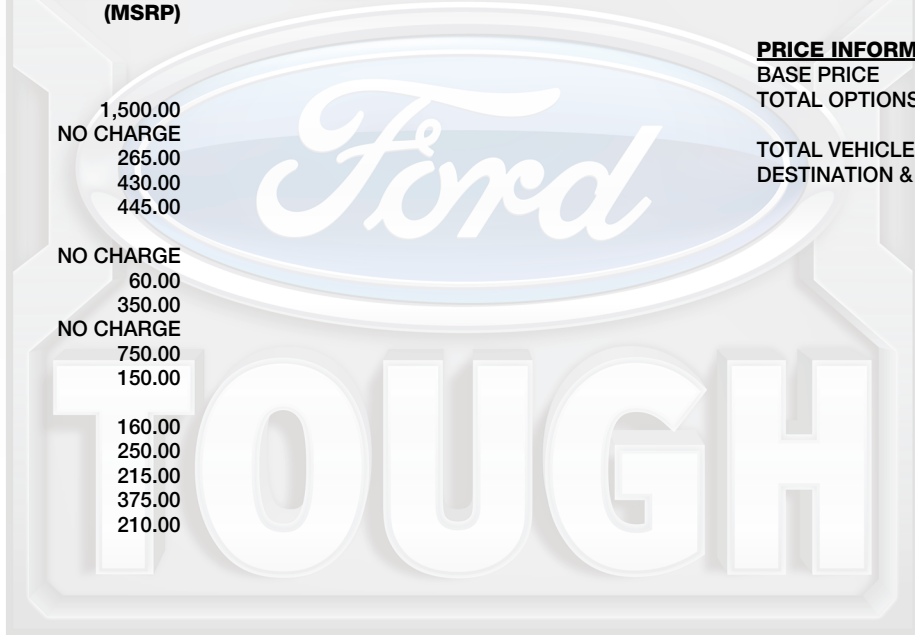 (MSRP)
1,500.00
NO CHARGE
265.00
430.00
445.00
NO CHARGE
60.00
350.00
NO CHARGE
750.00
150.00
160.00
250.00
215.00
375.00
210.00
PRICE INFORM
BASE PRICE
TOTAL OPTIONS
TOTAL VEHICLE
DESTINATION &
Ford
TOUGH